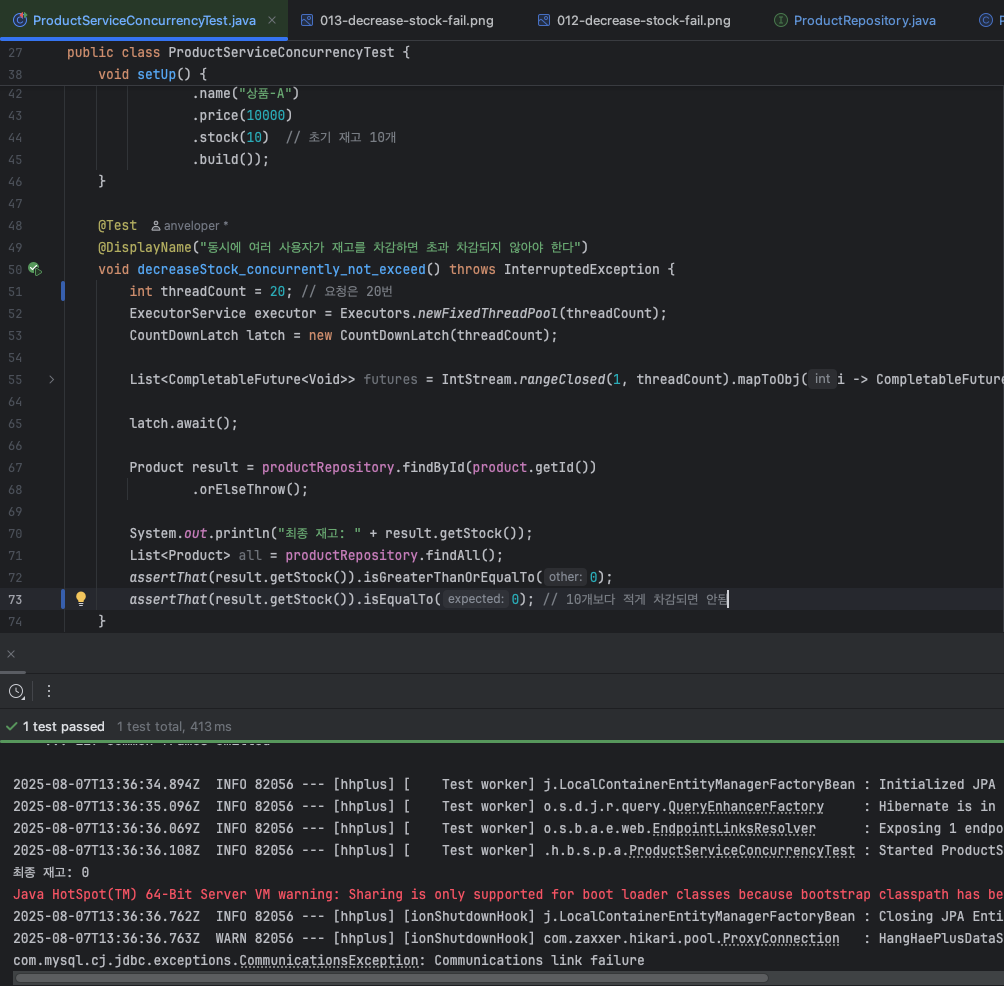 ProductServiceConcurrencyTest.java × 013-decrease-stock-fail.png 012-decrease-stock-fail.png ProductRepository.java
27 public class ProductServiceConcurrencyTest {
38 void setUp() {
42 .name("상품-A")
43 .price(10000)
44 .stock(10) // 초기 재고 10개
45 .build());
46 }
47
48 @Test anveloper *
49 @DisplayName("동시에 여러 사용자가 재고를 차감하면 초과 차감되지 않아야 한다")
50 void decreaseStock_concurrently_not_exceed() throws InterruptedException {
51 int threadCount = 20; // 요청은 20번
52 ExecutorService executor = Executors.newFixedThreadPool(threadCount);
53 CountDownLatch latch = new CountDownLatch(threadCount);
54
55 List<CompletableFuture<Void>> futures = IntStream.rangeClosed(1, threadCount).mapToObj( int i -> CompletableFuture
64
65 latch.await();
66
67 Product result = productRepository.findById(product.getId())
68 .orElseThrow();
69
70 System.out.println("최종 재고: " + result.getStock());
71 List<Product> all = productRepository.findAll();
72 assertThat(result.getStock()).isGreaterThanOrEqualTo( other: 0);
73 assertThat(result.getStock()).isEqualTo( expected: 0); // 10개보다 적게 차감되면 안됨
74 }
1 test passed 1 test total, 413 ms
2025-08-07T13:36:34.894Z INFO 82056 --- [hhplus] [ Test worker] j.LocalContainerEntityManagerFactoryBean : Initialized JPA
2025-08-07T13:36:35.096Z INFO 82056 --- [hhplus] [ Test worker] o.s.d.j.r.query.QueryEnhancerFactory : Hibernate is in
2025-08-07T13:36:36.069Z INFO 82056 --- [hhplus] [ Test worker] o.s.b.a.e.web.EndpointLinksResolver : Exposing 1 endpo
2025-08-07T13:36:36.108Z INFO 82056 --- [hhplus] [ Test worker] .h.b.s.p.a.ProductServiceConcurrencyTest : Started ProductS
최종 재고: 0
Java HotSpot(TM) 64-Bit Server VM warning: Sharing is only supported for boot loader classes because bootstrap classpath has be
2025-08-07T13:36:36.762Z INFO 82056 --- [hhplus] [ionShutdownHook] j.LocalContainerEntityManagerFactoryBean : Closing JPA Enti
2025-08-07T13:36:36.763Z WARN 82056 --- [hhplus] [ionShutdownHook] com.zaxxer.hikari.pool.ProxyConnection : HangHaePlusDataS
com.mysql.cj.jdbc.exceptions.CommunicationsException: Communications link failure